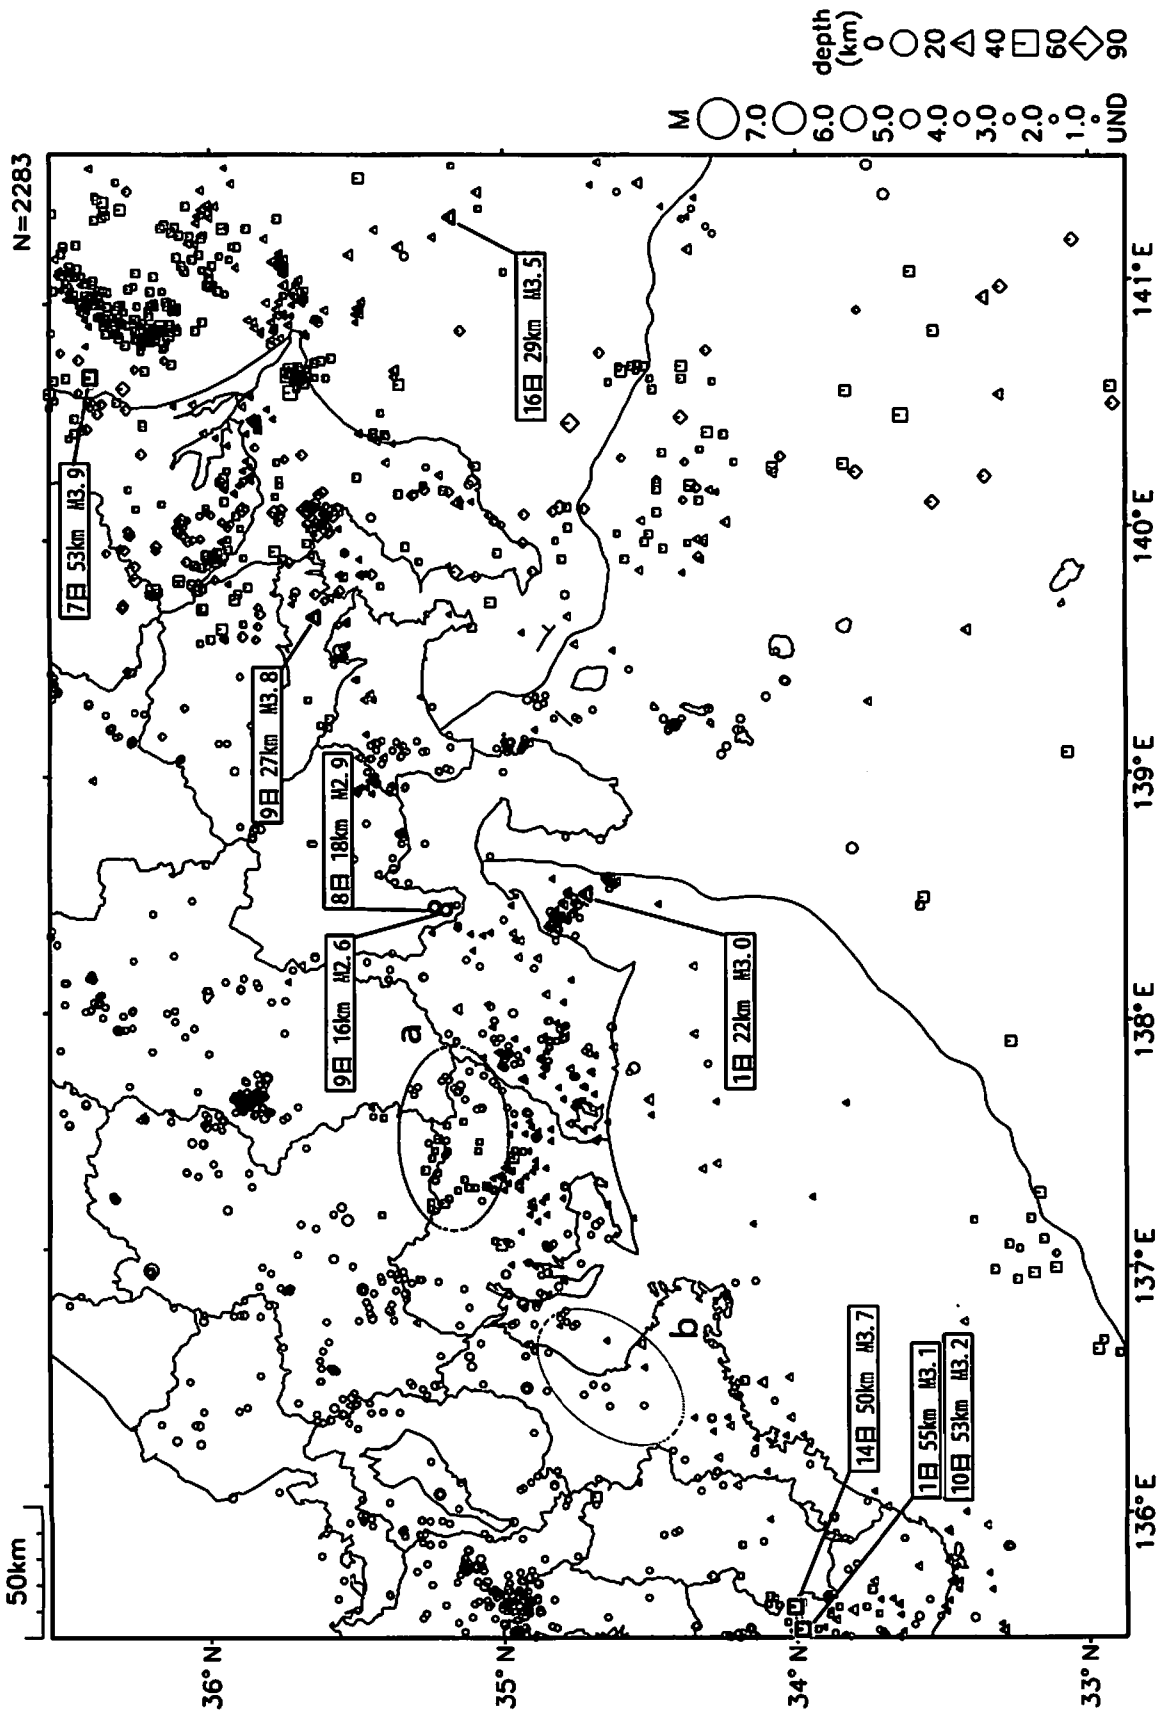 N=2283
50km
36°N
35°N
34°N
33°N
136°E
137°E
138°E
139°E
140°E
141°E
7日 53km M3.9
9日 27km M3.8
8日 18km M2.9
9日 16km M2.6
16日 29km M3.5
1日 22km M3.0
14日 50km M3.7
1日 55km M3.1
10日 53km M3.2
a
b
M
7.0
6.0
5.0
4.0
3.0
2.0
1.0
UND
depth
(km)
0
20
40
60
90